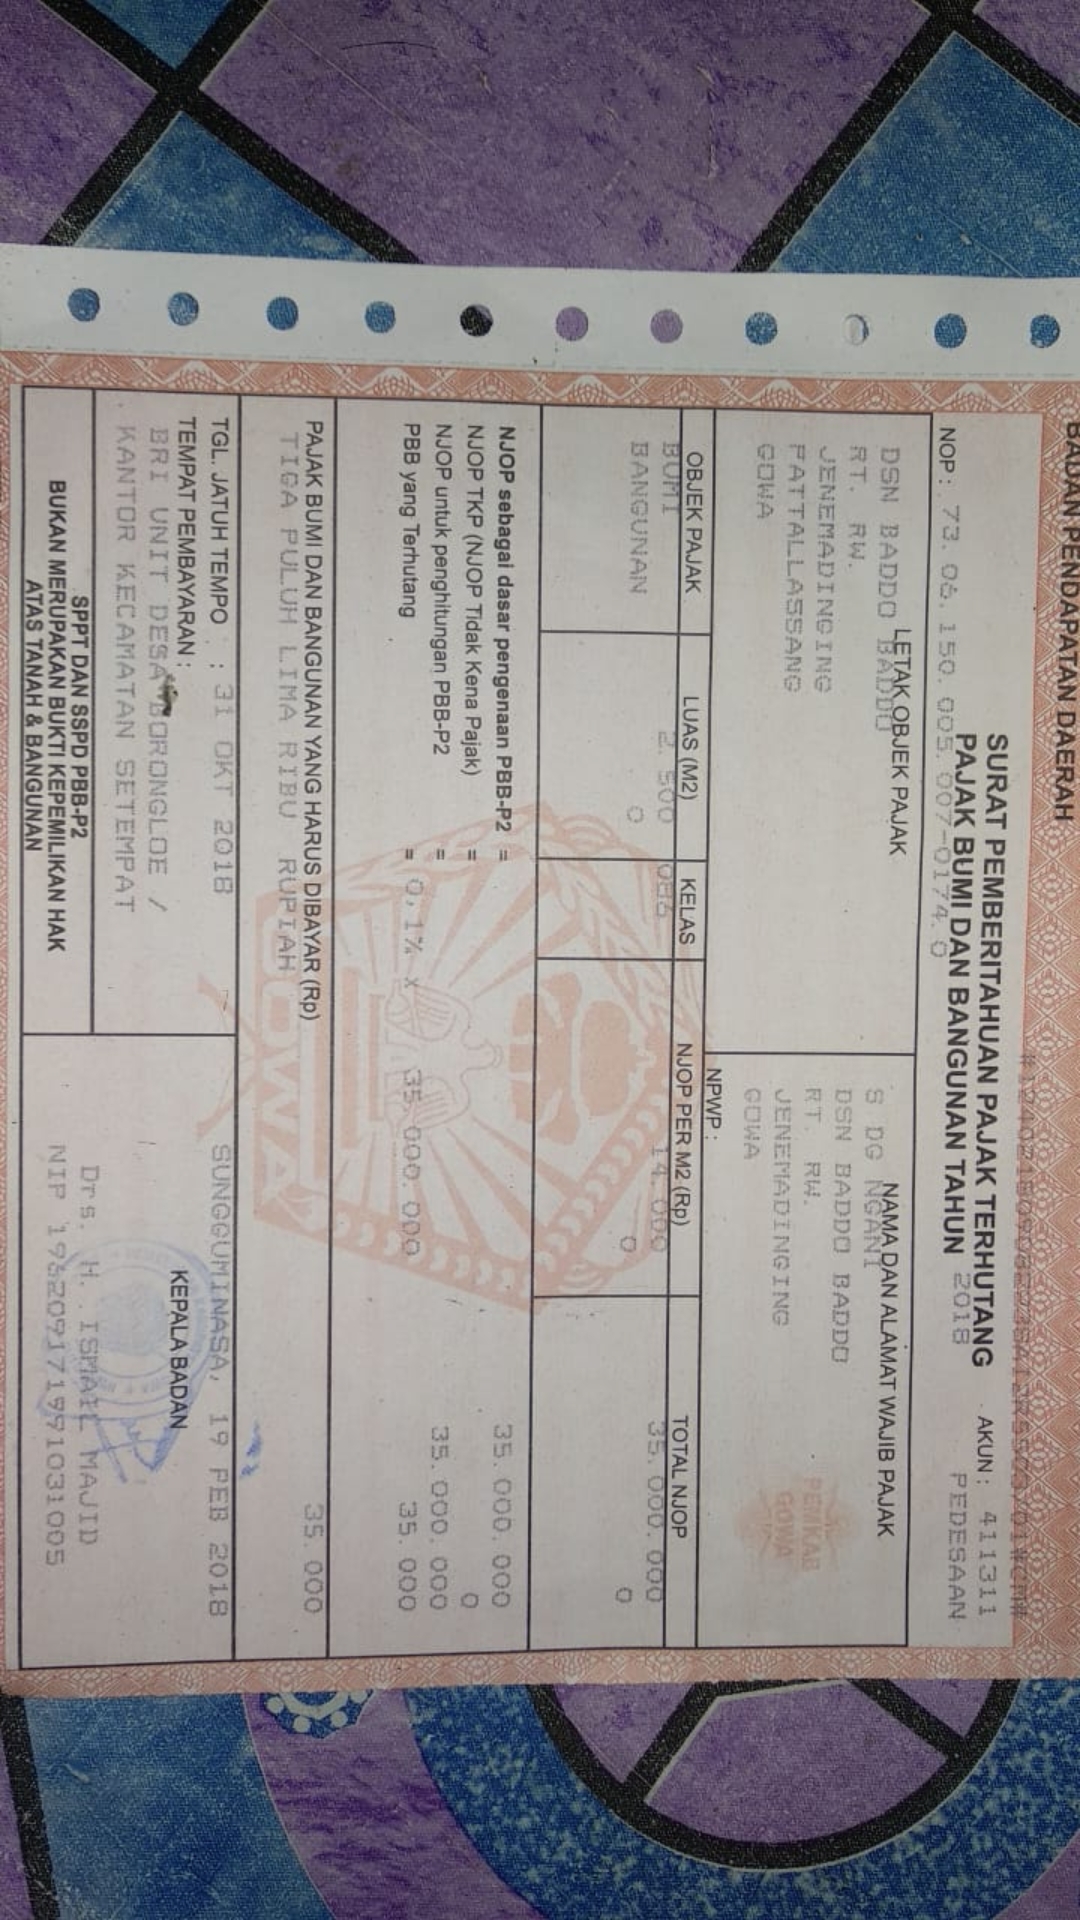 BADAN PENDAPATAN DAERAH
SURAT PEMBERITAHUAN PAJAK TERHUTANG
PAJAK BUMI DAN BANGUNAN TAHUN 2018
AKUN : 411311
PEDESAAN
NOP : 73.06.150.005.007-0174.0
LETAK OBJEK PAJAK
DSN BADDO BADDO
RT. RW.
JENEMADINGING
PATTALLASSANG
GOWA
NAMA DAN ALAMAT WAJIB PAJAK
S DG NGANI
DSN BADDO BADDO
RT. RW.
JENEMADINGING
GOWA
NPWP :
PEMKAB
GOWA
OBJEK PAJAK LUAS (M2) KELAS NJOP PER M2 (Rp) TOTAL NJOP
BUMI 2.500 086 14.000 35.000.000
BANGUNAN 0 0 0
NJOP sebagai dasar pengenaan PBB-P2 = 35.000.000
NJOP TKP (NJOP Tidak Kena Pajak) = 0
NJOP untuk penghitungan PBB-P2 = 35.000.000
PBB yang Terhutang = 0,1% x 35.000.000 35.000
PAJAK BUMI DAN BANGUNAN YANG HARUS DIBAYAR (Rp) 35.000
TIGA PULUH LIMA RIBU RUPIAH
GOWA
TGL. JATUH TEMPO : 31 OKT 2018
TEMPAT PEMBAYARAN :
BRI UNIT DESA BORONGLOE /
KANTOR KECAMATAN SETEMPAT
SUNGGUMINASA, 19 PEB 2018
KEPALA BADAN
Drs. H. ISMAIL MAJID
NIP 196209171991031005
SPPT DAN SSPD PBB-P2
BUKAN MERUPAKAN BUKTI KEPEMILIKAN HAK
ATAS TANAH & BANGUNAN